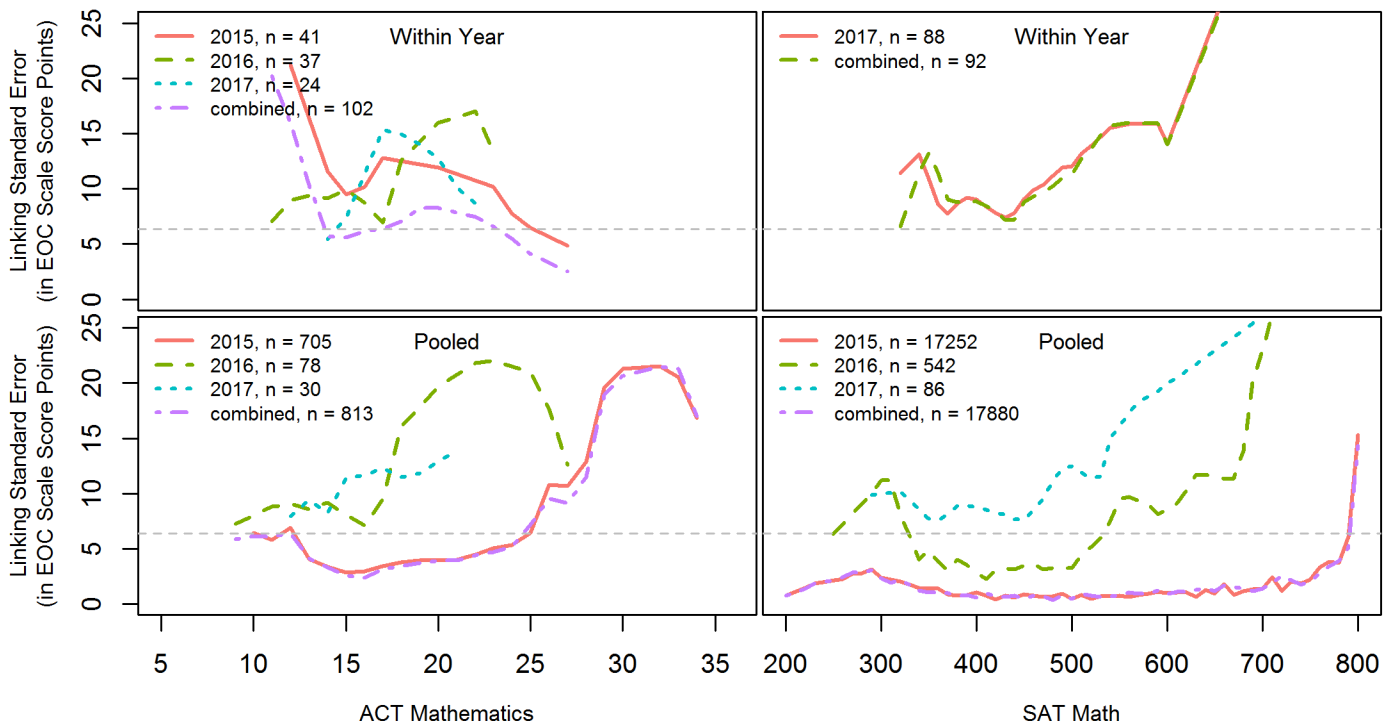 Linking Standard Error
(in EOC Scale Score Points)
0 5 10 15 20 25
Within Year
2015, n = 41
2016, n = 37
2017, n = 24
combined, n = 102
Within Year
2017, n = 88
combined, n = 92
Linking Standard Error
(in EOC Scale Score Points)
0 5 10 15 20 25
Pooled
2015, n = 705
2016, n = 78
2017, n = 30
combined, n = 813
Pooled
2015, n = 17252
2016, n = 542
2017, n = 86
combined, n = 17880
5 10 15 20 25 30 35
200 300 400 500 600 700 800
ACT Mathematics
SAT Math